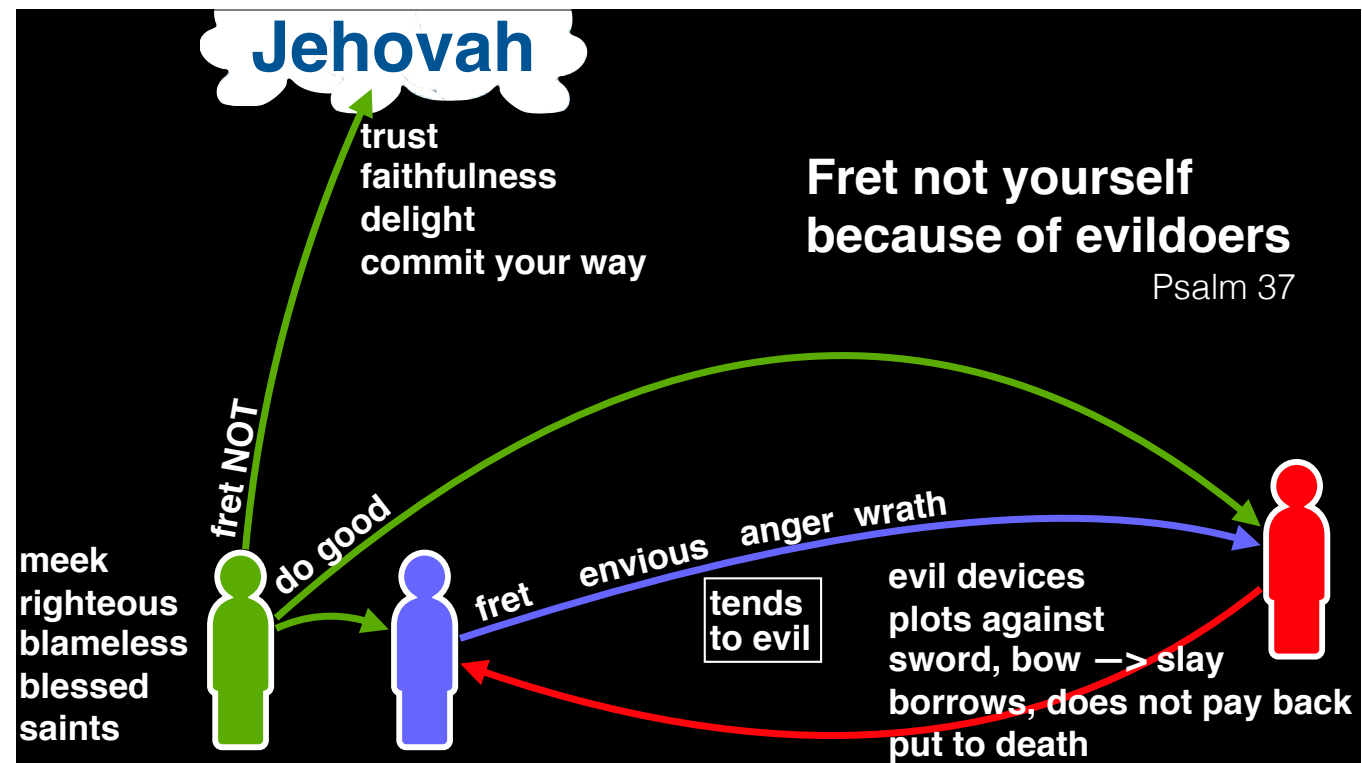 Jehovah
trust
faithfulness
delight
commit your way
Fret not yourself
because of evildoers
Psalm 37
fret NOT
do good
meek
righteous
blameless
blessed
saints
fret envious anger wrath
tends
to evil
evil devices
plots against
sword, bow —> slay
borrows, does not pay back
put to death